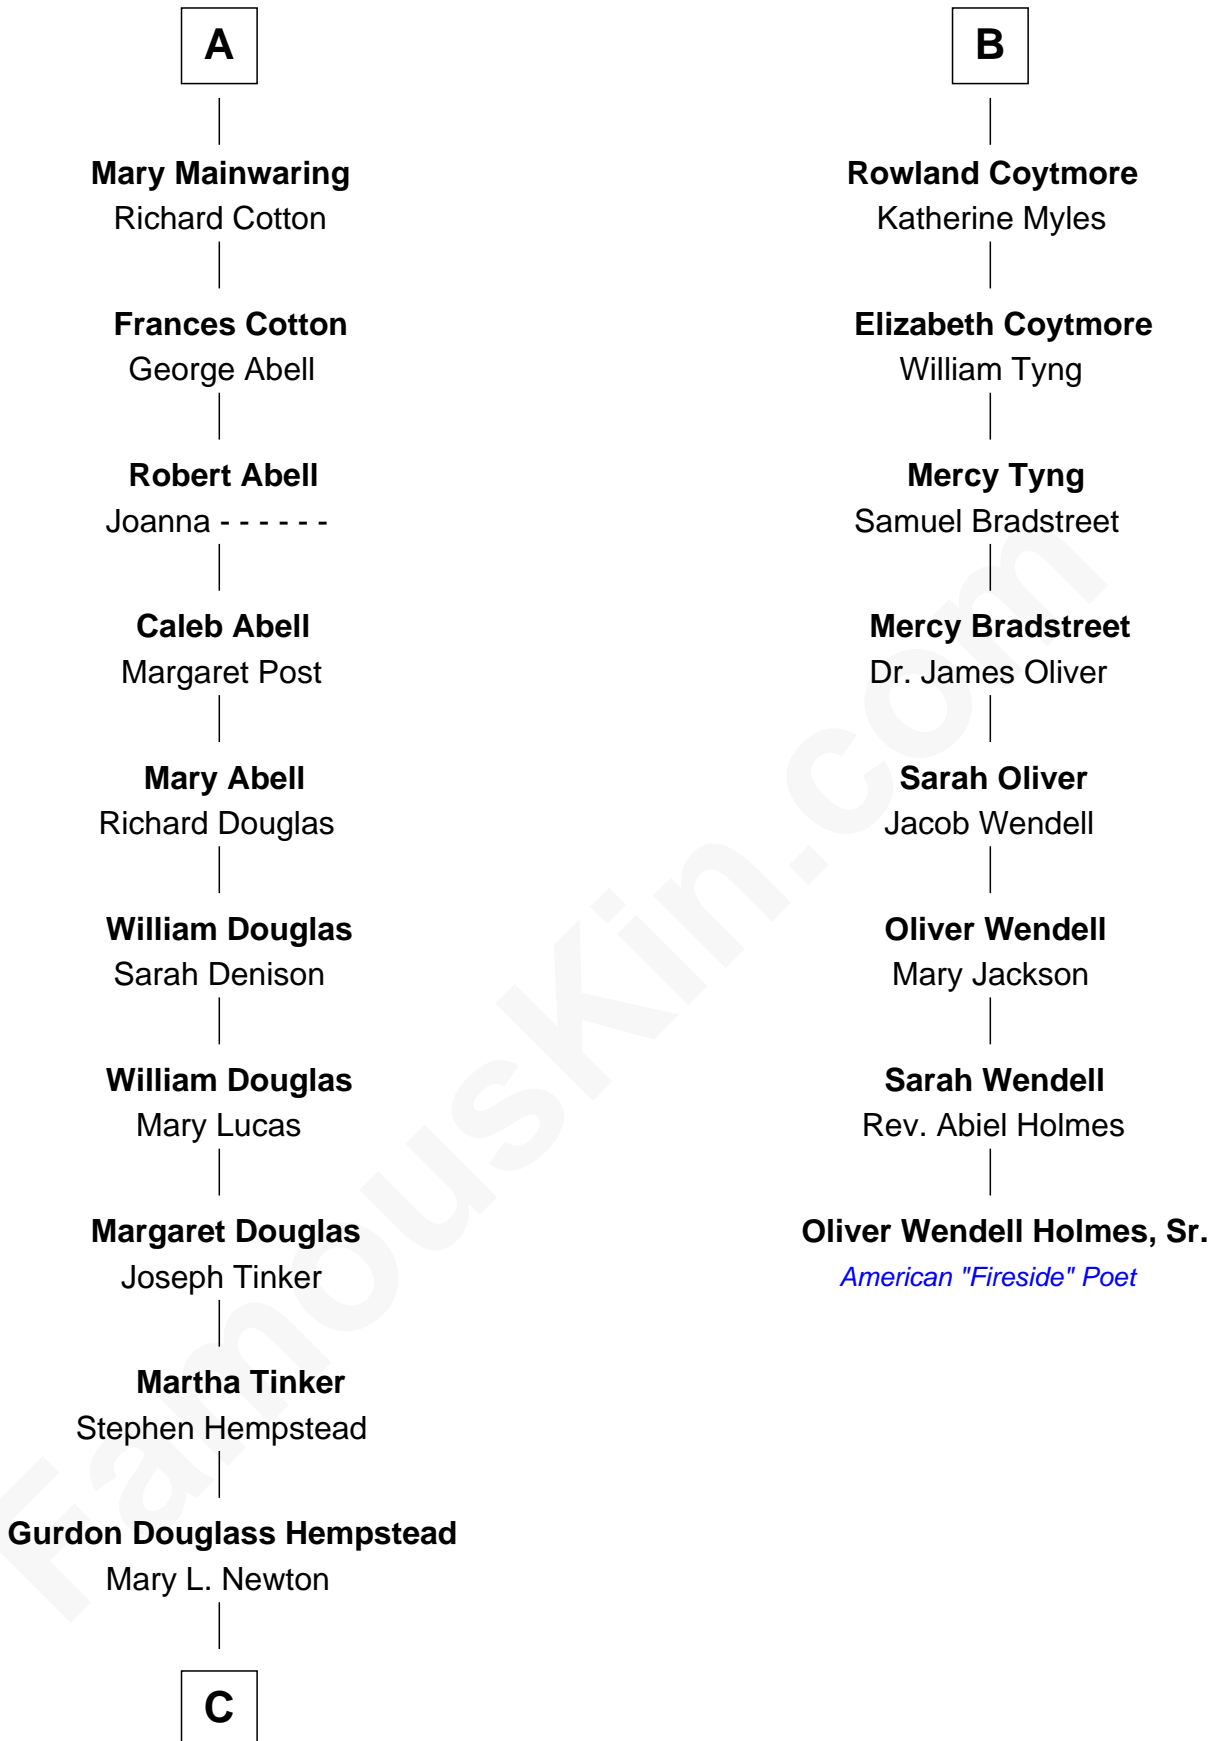 A
Mary Mainwaring
Richard Cotton
Frances Cotton
George Abell
Robert Abell
Joanna - - - - - -
Caleb Abell
Margaret Post
Mary Abell
Richard Douglas
William Douglas
Sarah Denison
William Douglas
Mary Lucas
Margaret Douglas
Joseph Tinker
Martha Tinker
Stephen Hempstead
Gurdon Douglass Hempstead
Mary L. Newton
C
B
Rowland Coytmore
Katherine Myles
Elizabeth Coytmore
William Tyng
Mercy Tyng
Samuel Bradstreet
Mercy Bradstreet
Dr. James Oliver
Sarah Oliver
Jacob Wendell
Oliver Wendell
Mary Jackson
Sarah Wendell
Rev. Abiel Holmes
Oliver Wendell Holmes, Sr.
American "Fireside" Poet
FamousKin.com